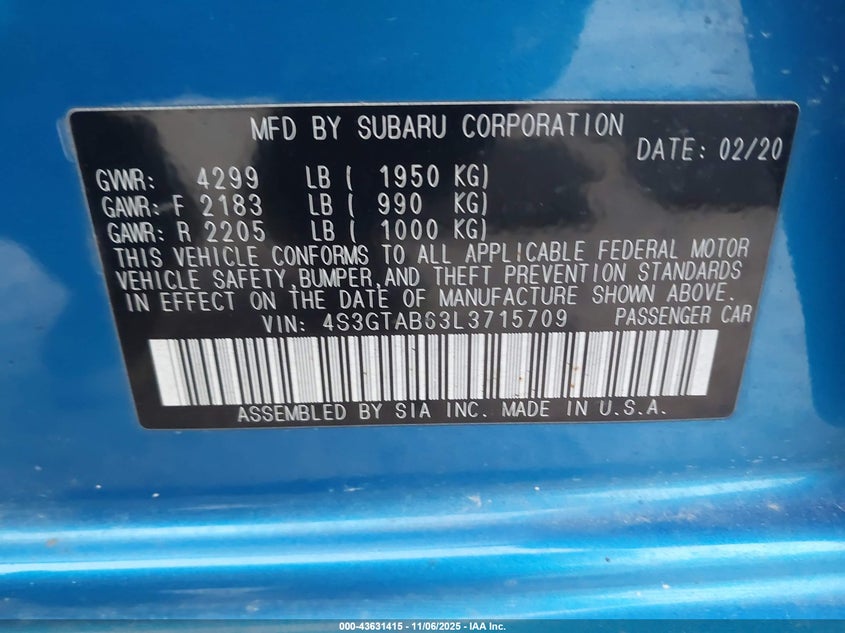 MFD BY SUBARU CORPORATION
DATE: 02/20
GVWR: 4299 LB ( 1950 KG)
GAWR: F 2183 LB ( 990 KG)
GAWR: R 2205 LB ( 1000 KG)
THIS VEHICLE CONFORMS TO ALL APPLICABLE FEDERAL MOTOR
VEHICLE SAFETY,BUMPER,AND THEFT PREVENTION STANDARDS
IN EFFECT ON THE DATE OF MANUFACTURE SHOWN ABOVE.
VIN: 4S3GTAB63L3715709 PASSENGER CAR
ASSEMBLED BY SIA INC. MADE IN U.S.A.
000-43631415 - 11/06/2025 - IAA Inc.